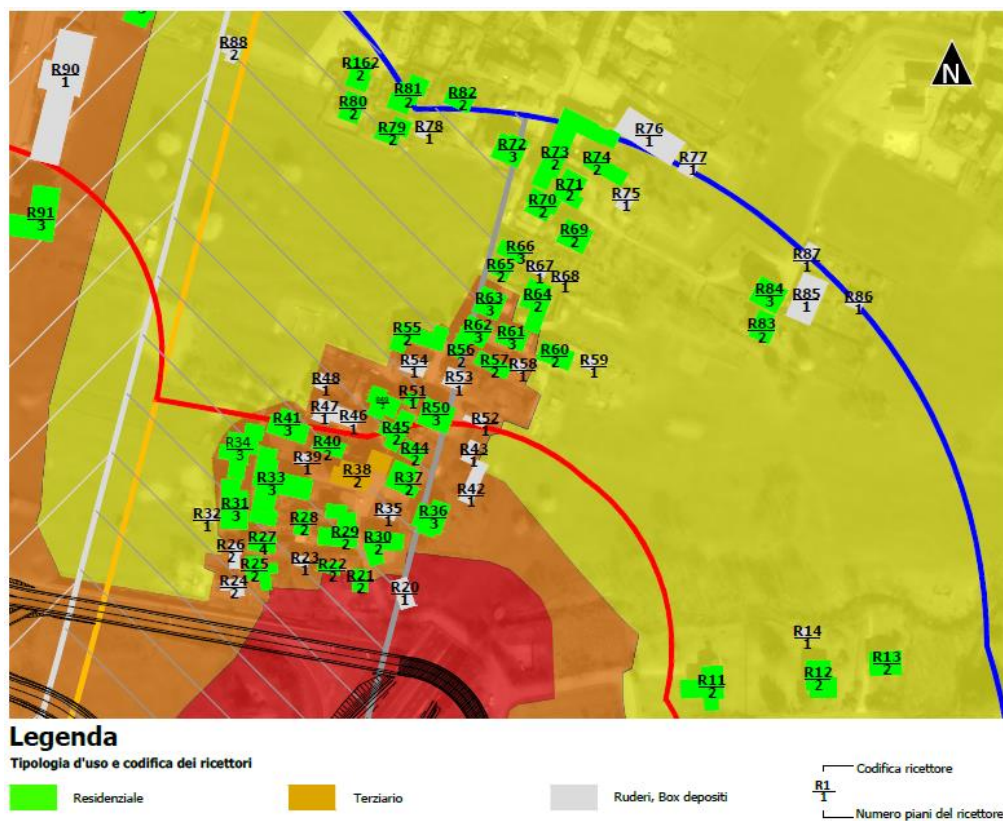 R88
2
R90
1
R162
2
R81
2
R82
2
R80
2
R79
2
R78
1
R76
1
R77
1
R72
3
R73
2
R74
2
R71
2
R75
1
R70
2
R91
3
R69
2
R66
3
R65
2
R67
1
R68
1
R87
1
R84
3
R85
1
R86
1
R83
2
R63
3
R64
2
R62
3
R61
3
R55
2
R56
2
R60
2
R59
1
R57
2
R58
1
R54
1
R53
1
R48
1
R51
1
R47
1
R46
1
R50
3
R52
1
R41
3
R45
2
R34
3
R40
2
R44
2
R43
1
R39
1
R38
2
R37
2
R33
3
R42
1
R31
3
R32
1
R35
1
R36
3
R28
2
R29
2
R30
2
R27
4
R26
2
R25
2
R23
1
R22
2
R21
2
R24
2
R20
1
R14
1
R13
2
R12
2
R11
2
N
Legenda
Tipologia d'uso e codifica dei ricettori
Residenziale
Terziario
Ruderi, Box depositi
Codifica ricettore
R1
1
Numero piani del ricettore